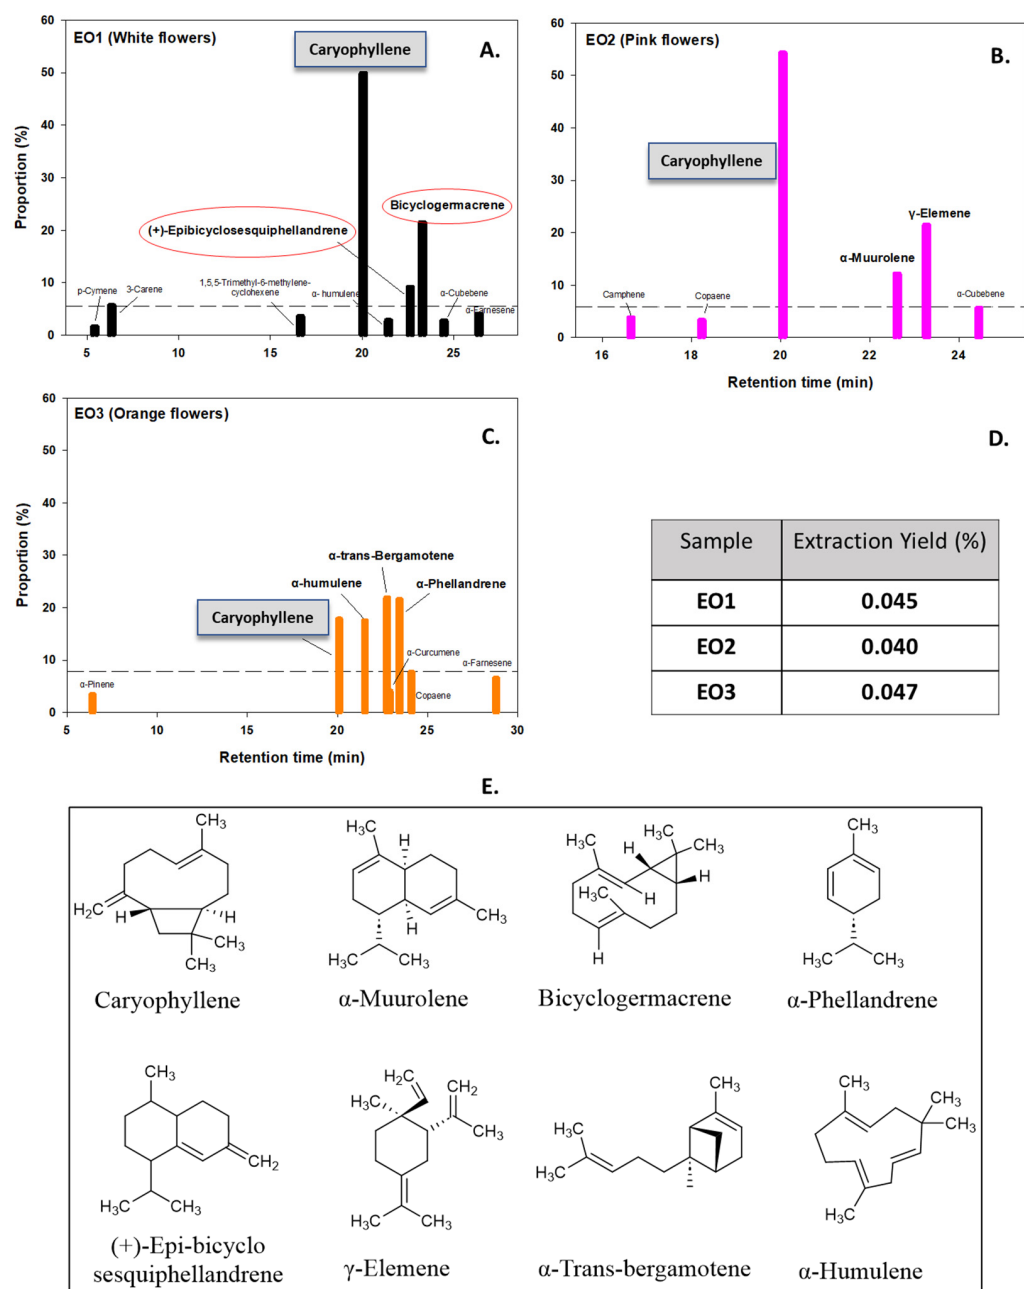 EO1 (White flowers)
A.
Caryophyllene
Bicyclogermacrene
(+)-Epibicyclosesquiphellandrene
p-Cymene
3-Carene
1,5,5-Trimethyl-6-methylene-
cyclohexene
α- humulene
α-Cubebene
α-Farnesene
Proportion (%)
60
50
40
30
20
10
0
5
10
15
20
25
EO2 (Pink flowers)
B.
Caryophyllene
γ-Elemene
α-Muurolene
Camphene
Copaene
α-Cubebene
60
50
40
30
20
10
0
16
18
20
22
24
Retention time (min)
EO3 (Orange flowers)
C.
α-trans-Bergamotene
α-humulene
α-Phellandrene
Caryophyllene
α-Curcumene
α-Farnesene
α-Pinene
Copaene
Proportion (%)
60
50
40
30
20
10
0
5
10
15
20
25
30
Retention time (min)
D.
Sample Extraction Yield (%)
EO1 0.045
EO2 0.040
EO3 0.047
E.
CH₃
H₂C
H
H
CH₃
CH₃
Caryophyllene
H₃C
H
H
CH₃
H₃C
CH₃
α-Muurolene
H₃C
CH₃
H₃C
H
H
H
H₃C
H
Bicyclogermacrene
CH₃
H₃C
CH₃
α-Phellandrene
CH₃
CH₂
H₃C
CH₃
(+)-Epi-bicyclo
sesquiphellandrene
H₂C
CH₂
H₃C
CH₃
H₃C
CH₃
γ-Elemene
CH₃
H₃C
H₃C
α-Trans-bergamotene
CH₃
CH₃
CH₃
H₃C
α-Humulene